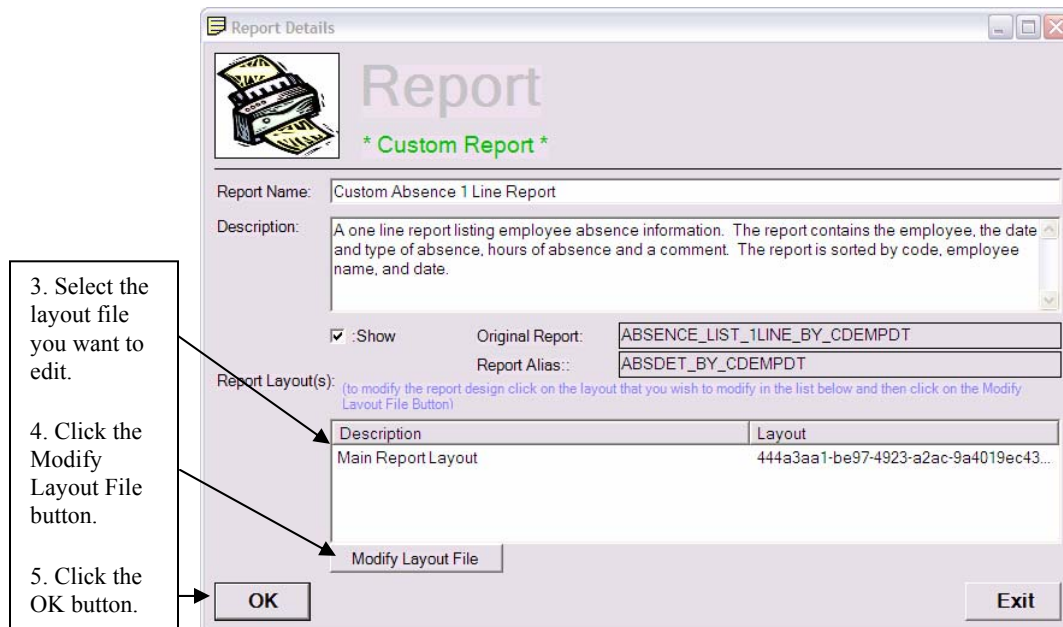 Report Details
Report
* Custom Report *
Report Name:
Custom Absence 1 Line Report
Description:
A one line report listing employee absence information. The report contains the employee, the date
and type of absence, hours of absence and a comment. The report is sorted by code, employee
name, and date.
:Show
Original Report:
ABSENCE_LIST_1LINE_BY_CDEMPDT
Report Alias::
ABSDET_BY_CDEMPDT
Report Layout(s):
(to modify the report design click on the layout that you wish to modify in the list below and then click on the Modify
Layout File Button)
Description
Layout
Main Report Layout
444a3aa1-be97-4923-a2ac-9a4019ec43...
Modify Layout File
OK
Exit
3. Select the
layout file
you want to
edit.
4. Click the
Modify
Layout File
button.
5. Click the
OK button.